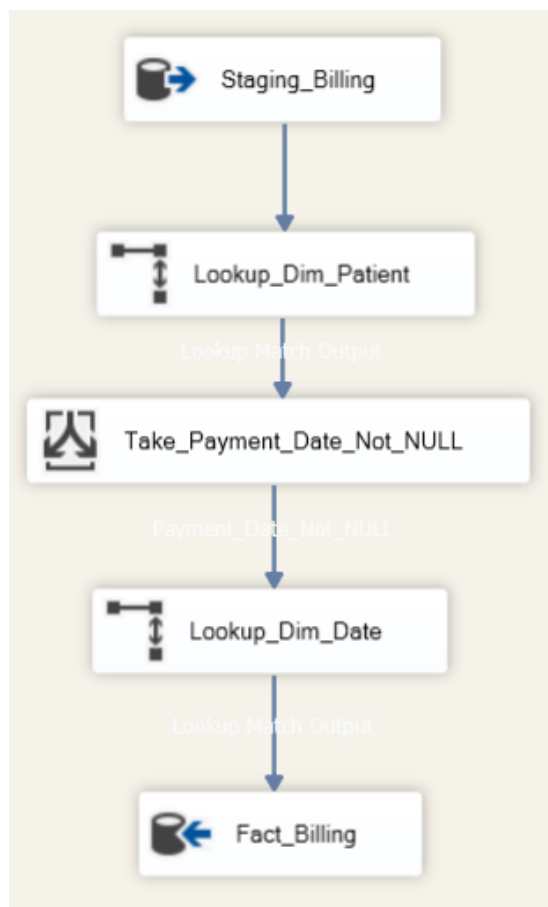 Staging_Billing
Lookup_Dim_Patient
Lookup Match Output
Take_Payment_Date_Not_NULL
Payment_Date_Not_NULL
Lookup_Dim_Date
Lookup Match Output
Fact_Billing